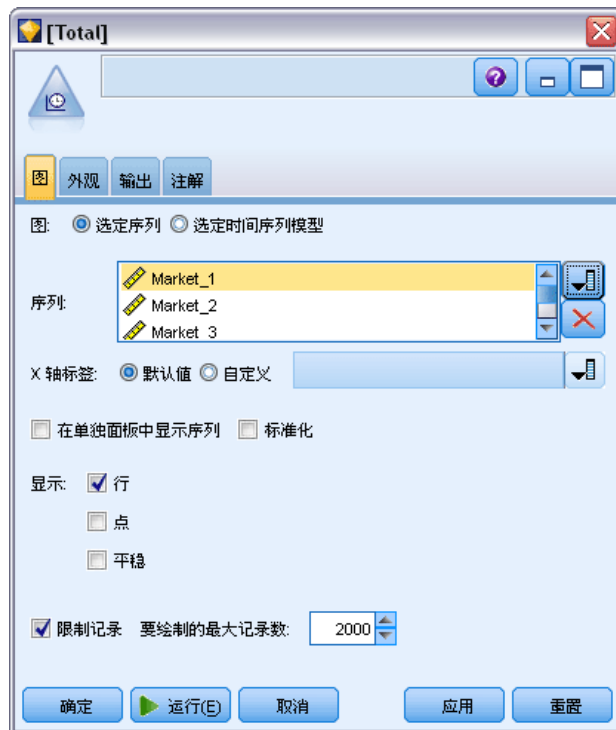 [Total]
图 外观 输出 注解
图: 选定序列 选定时间序列模型
序列:
Market_1
Market_2
Market_3
X 轴标签: 默认值 自定义
在单独面板中显示序列 标准化
显示: 行
点
平稳
限制记录 要绘制的最大记录数: 2000
确定 运行(E) 取消 应用 重置